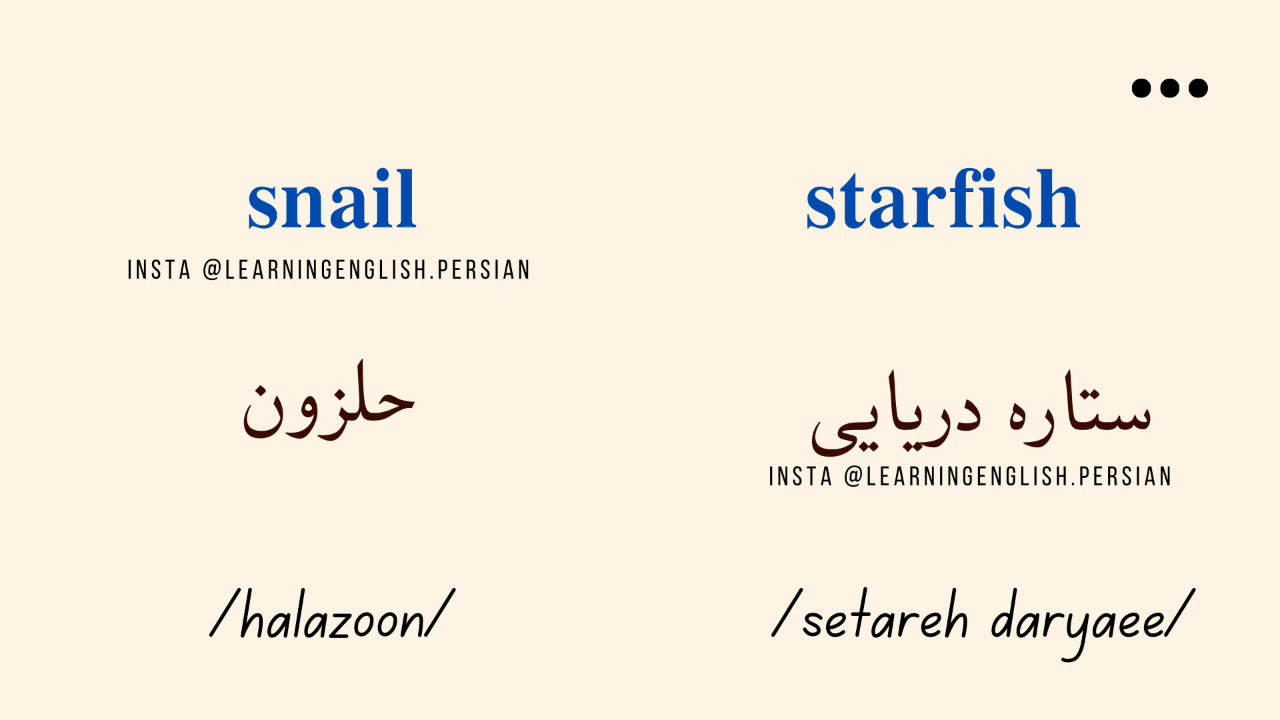 snail
INSTA @LEARNINGENGLISH.PERSIAN
حلزون
/halazoon/
starfish
ستاره دریایی
INSTA @LEARNINGENGLISH.PERSIAN
/setareh daryaee/